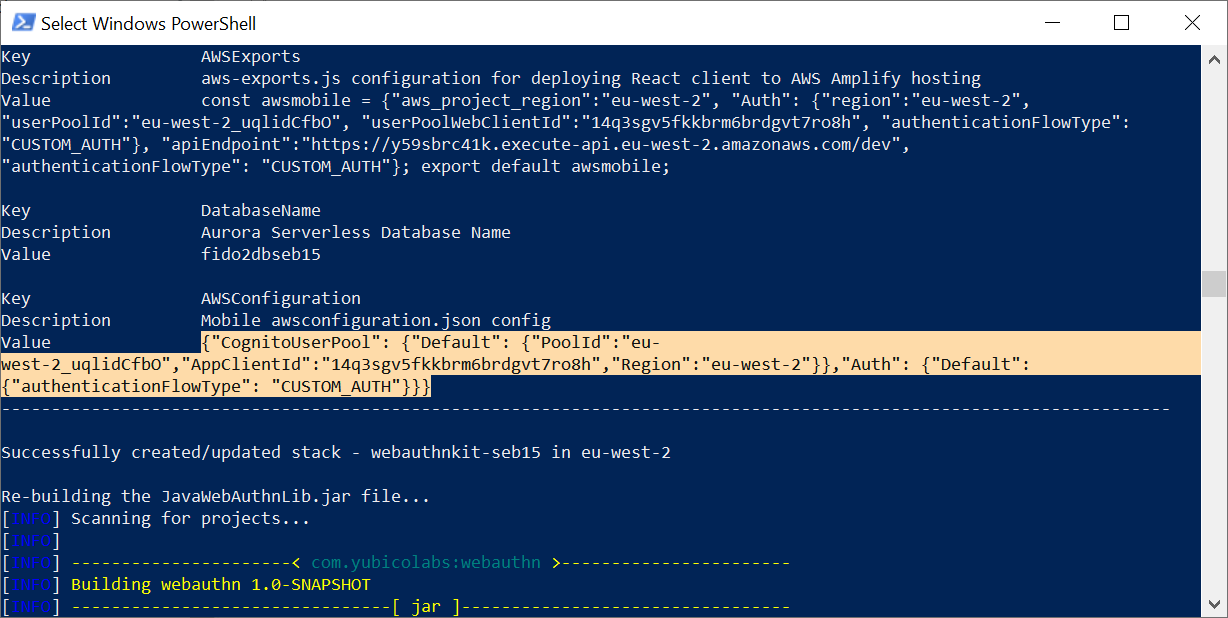 Select Windows PowerShell
Key AWSExports
Description aws-exports.js configuration for deploying React client to AWS Amplify hosting
Value const awsmobile = {"aws_project_region":"eu-west-2", "Auth": {"region":"eu-west-2",
"userPoolId":"eu-west-2_uqlidCfbO", "userPoolWebClientId":"14q3sgv5fkkbrm6brdgvt7ro8h", "authenticationFlowType":
"CUSTOM_AUTH"}, "apiEndpoint":"https://y59sbrc41k.execute-api.eu-west-2.amazonaws.com/dev",
"authenticationFlowType": "CUSTOM_AUTH"}; export default awsmobile;
Key DatabaseName
Description Aurora Serverless Database Name
Value fido2dbseb15
Key AWSConfiguration
Description Mobile awsconfiguration.json config
Value {"CognitoUserPool": {"Default": {"PoolId":"eu-
west-2_uqlidCfbO","AppClientId":"14q3sgv5fkkbrm6brdgvt7ro8h","Region":"eu-west-2"}},"Auth": {"Default":
{"authenticationFlowType": "CUSTOM_AUTH"}}}
---------------------------------------------------------------------------------------------------------------------
Successfully created/updated stack - webauthnkit-seb15 in eu-west-2
Re-building the JavaWebAuthnLib.jar file...
[INFO] Scanning for projects...
[INFO]
[INFO] ----------------------< com.yubicolabs:webauthn >-----------------------
[INFO] Building webauthn 1.0-SNAPSHOT
[INFO] --------------------------------[ jar ]---------------------------------